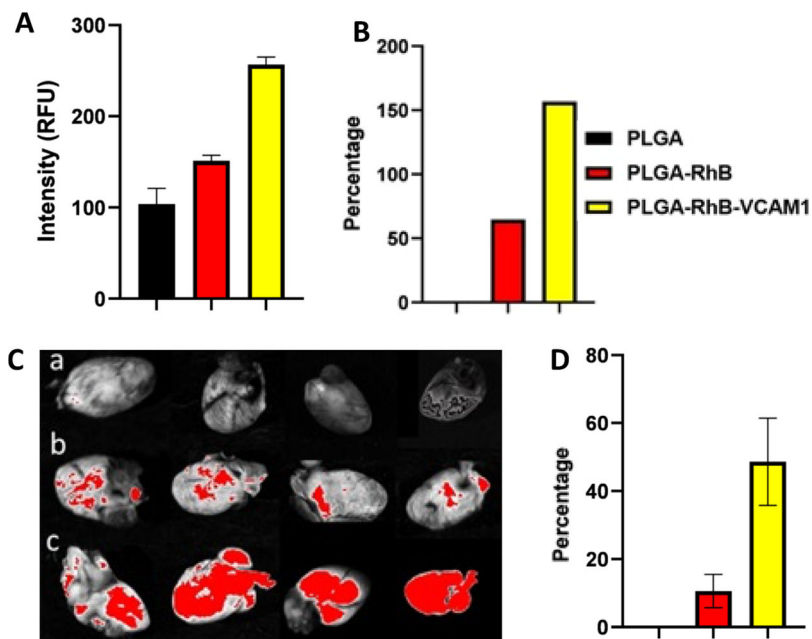 A
Intensity (RFU)
300
200
100
0
B
Percentage
200
150
100
50
0
PLGA
PLGA-RhB
PLGA-RhB-VCAM1
C
a
b
c
D
Percentage
80
60
40
20
0